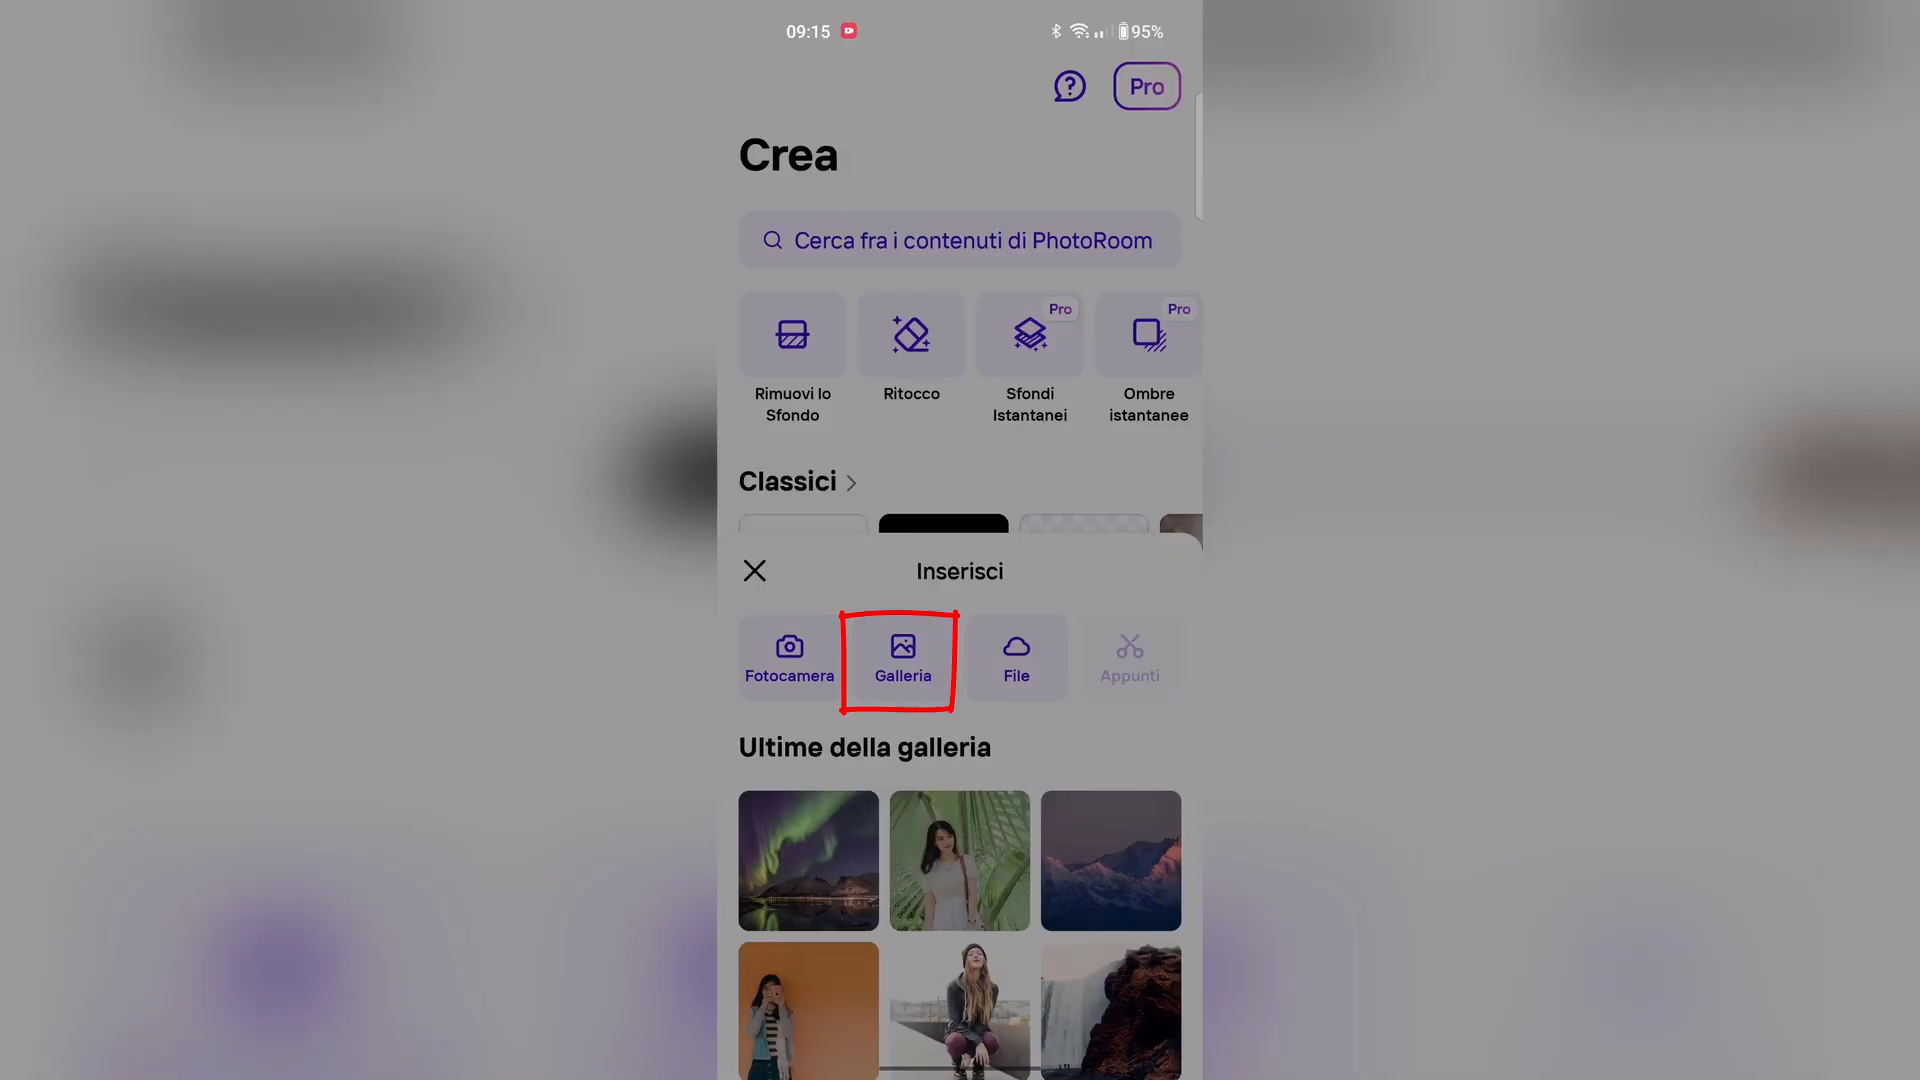 09:15
95%
Pro
Crea
Cerca fra i contenuti di PhotoRoom
Pro
Pro
Rimuovi lo
Sfondo
Ritocco
Sfondi
Istantanei
Ombre
istantanee
Classici
Inserisci
Fotocamera
Galleria
File
Appunti
Ultime della galleria